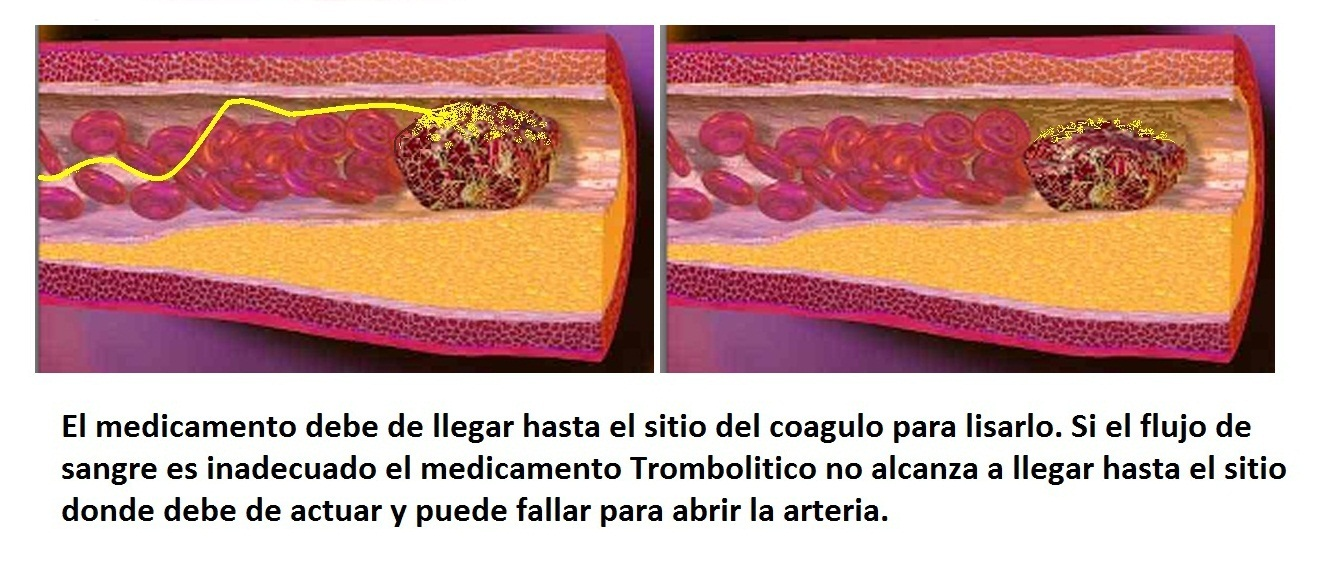 El medicamento debe de llegar hasta el sitio del coagulo para lisarlo. Si el flujo de
sangre es inadecuado el medicamento Trombolitico no alcanza a llegar hasta el sitio
donde debe de actuar y puede fallar para abrir la arteria.